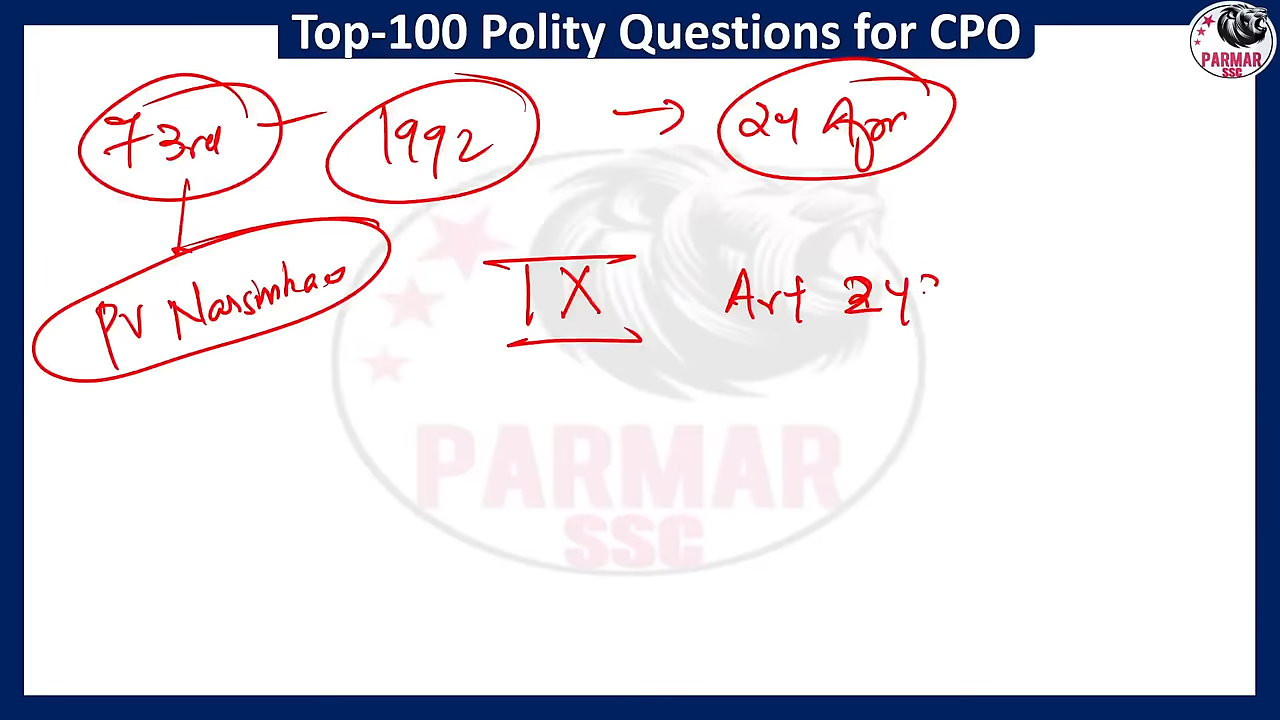 Top-100 Polity Questions for CPO
PARMAR
SSC
73rd - 1992 → 24 Apr
PV Narsimhao
IX Art 24
PARMAR
SSC